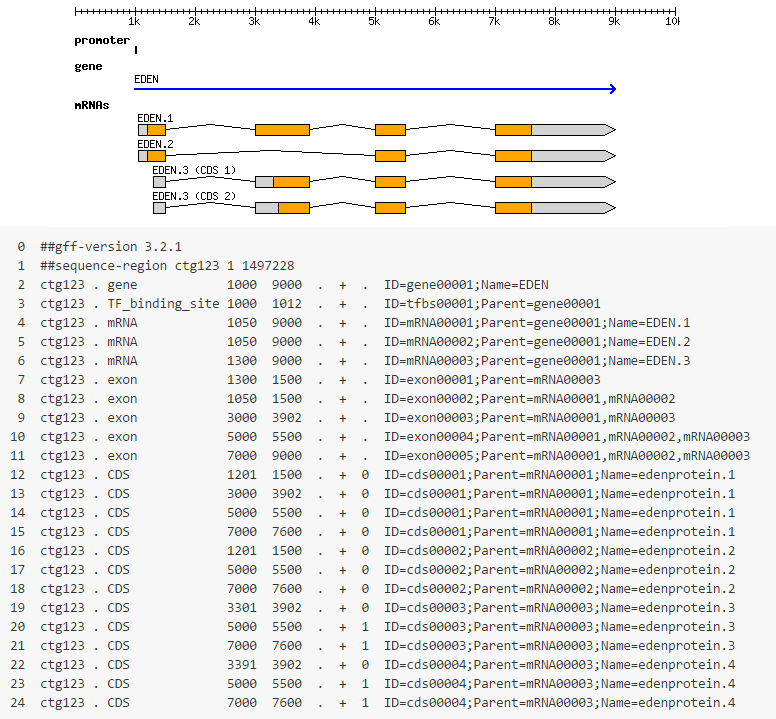 1k 2k 3k 4k 5k 6k 7k 8k 9k 10k
promoter
gene
EDEN
mRNAs
EDEN.1
EDEN.2
EDEN.3 (CDS 1)
EDEN.3 (CDS 2)
0 ##gff-version 3.2.1
1 ##sequence-region ctg123 1 1497228
2 ctg123 . gene 1000 9000 . + . ID=gene00001;Name=EDEN
3 ctg123 . TF_binding_site 1000 1012 . + . ID=tfbs00001;Parent=gene00001
4 ctg123 . mRNA 1050 9000 . + . ID=mRNA00001;Parent=gene00001;Name=EDEN.1
5 ctg123 . mRNA 1050 9000 . + . ID=mRNA00002;Parent=gene00001;Name=EDEN.2
6 ctg123 . mRNA 1300 9000 . + . ID=mRNA00003;Parent=gene00001;Name=EDEN.3
7 ctg123 . exon 1300 1500 . + . ID=exon00001;Parent=mRNA00003
8 ctg123 . exon 1050 1500 . + . ID=exon00002;Parent=mRNA00001,mRNA00002
9 ctg123 . exon 3000 3902 . + . ID=exon00003;Parent=mRNA00001,mRNA00003
10 ctg123 . exon 5000 5500 . + . ID=exon00004;Parent=mRNA00001,mRNA00002,mRNA00003
11 ctg123 . exon 7000 9000 . + . ID=exon00005;Parent=mRNA00001,mRNA00002,mRNA00003
12 ctg123 . CDS 1201 1500 . + 0 ID=cds00001;Parent=mRNA00001;Name=edenprotein.1
13 ctg123 . CDS 3000 3902 . + 0 ID=cds00001;Parent=mRNA00001;Name=edenprotein.1
14 ctg123 . CDS 5000 5500 . + 0 ID=cds00001;Parent=mRNA00001;Name=edenprotein.1
15 ctg123 . CDS 7000 7600 . + 0 ID=cds00001;Parent=mRNA00001;Name=edenprotein.1
16 ctg123 . CDS 1201 1500 . + 0 ID=cds00002;Parent=mRNA00002;Name=edenprotein.2
17 ctg123 . CDS 5000 5500 . + 0 ID=cds00002;Parent=mRNA00002;Name=edenprotein.2
18 ctg123 . CDS 7000 7600 . + 0 ID=cds00002;Parent=mRNA00002;Name=edenprotein.2
19 ctg123 . CDS 3301 3902 . + 0 ID=cds00003;Parent=mRNA00003;Name=edenprotein.3
20 ctg123 . CDS 5000 5500 . + 1 ID=cds00003;Parent=mRNA00003;Name=edenprotein.3
21 ctg123 . CDS 7000 7600 . + 1 ID=cds00003;Parent=mRNA00003;Name=edenprotein.3
22 ctg123 . CDS 3391 3902 . + 0 ID=cds00004;Parent=mRNA00003;Name=edenprotein.4
23 ctg123 . CDS 5000 5500 . + 1 ID=cds00004;Parent=mRNA00003;Name=edenprotein.4
24 ctg123 . CDS 7000 7600 . + 1 ID=cds00004;Parent=mRNA00003;Name=edenprotein.4